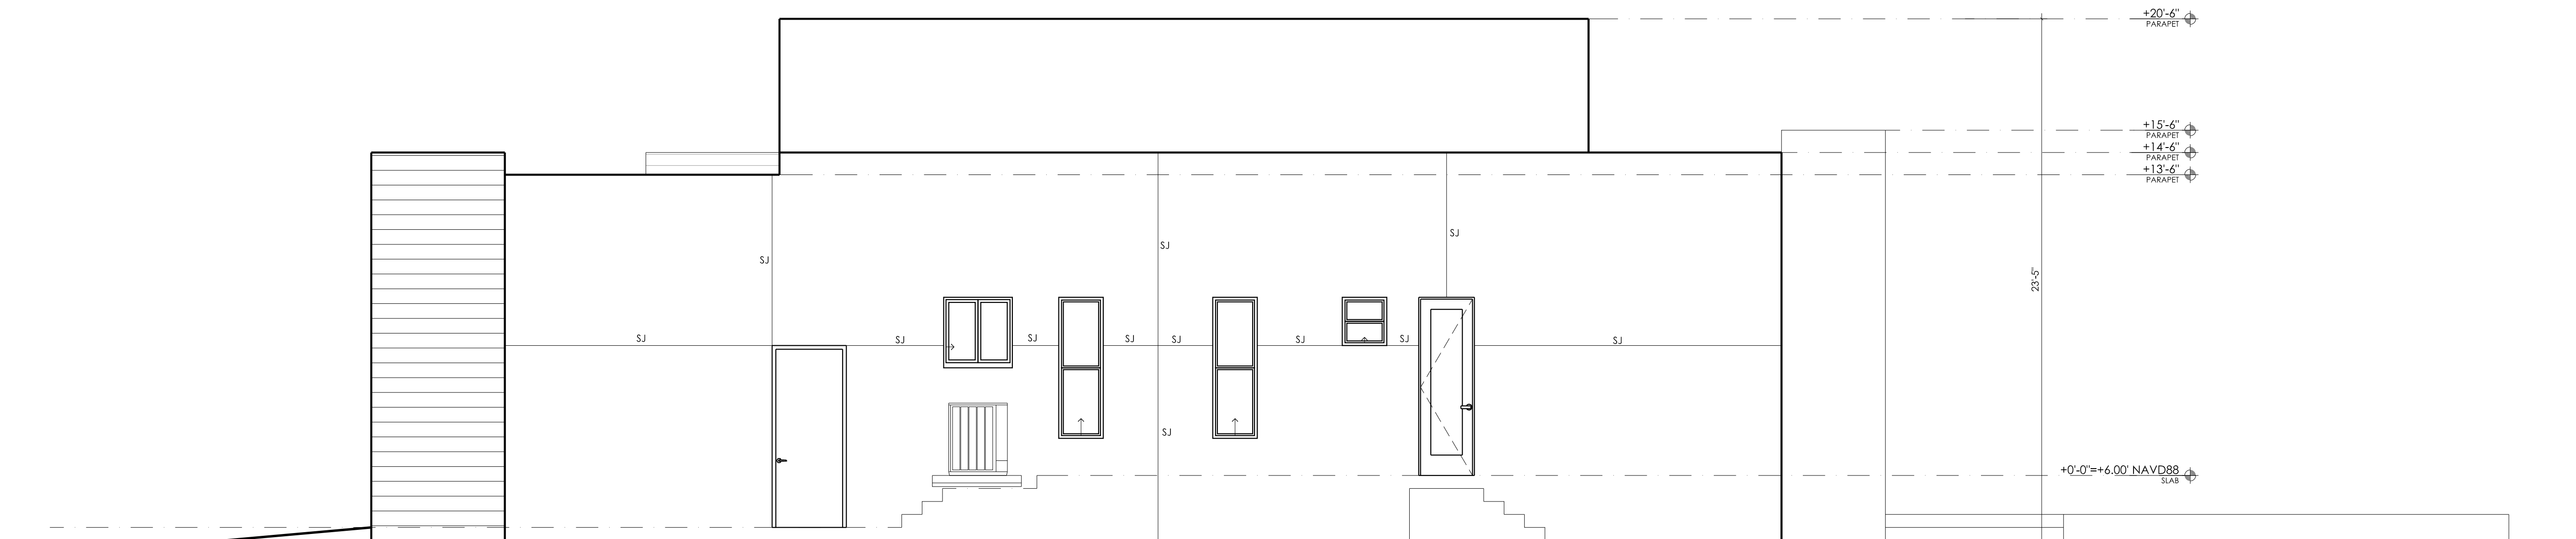 +20'-6"
PARAPET
+15'-6"
PARAPET
+14'-6"
PARAPET
+13'-6"
PARAPET
SJ
SJ
SJ
23'-5"
SJ
SJ
SJ
SJ
SJ
SJ
SJ
SJ
SJ
+0'-0"=+6.00' NAVD88
SLAB